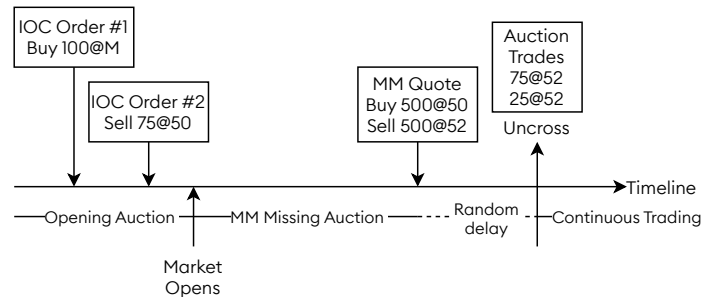 IOC Order #1
Buy 100@M
IOC Order #2
Sell 75@50
MM Quote
Buy 500@50
Sell 500@52
Auction
Trades
75@52
25@52
Uncross
Timeline
Opening Auction
MM Missing Auction
Random
delay
Continuous Trading
Market
Opens